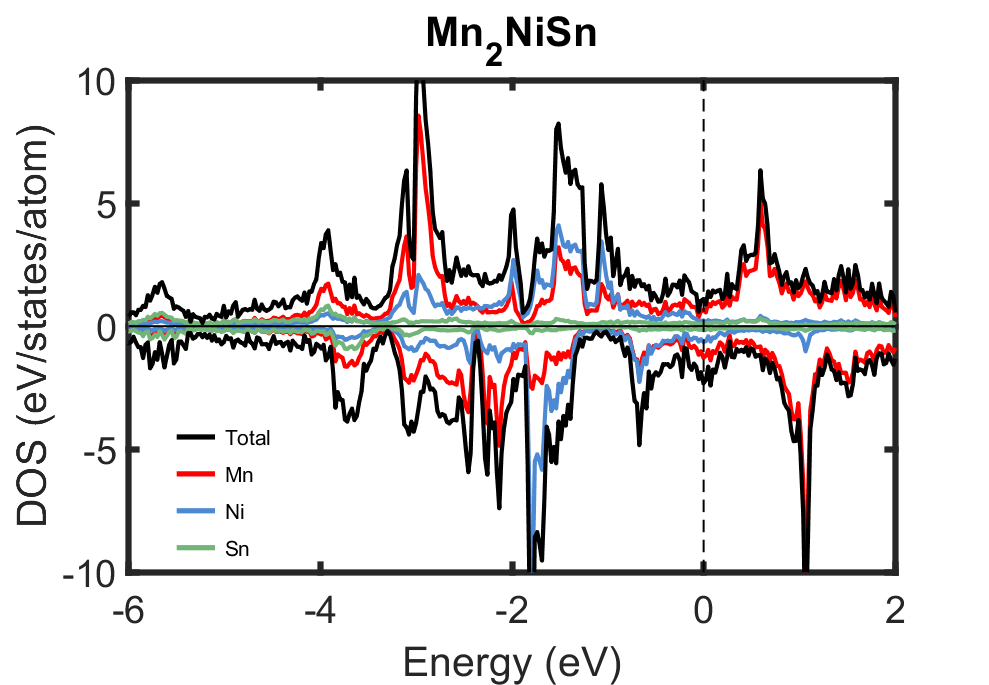 Mn2NiSn
10
5
0
-5
-10
DOS (eV/states/atom)
Total
Mn
Ni
Sn
-6 -4 -2 0 2
Energy (eV)